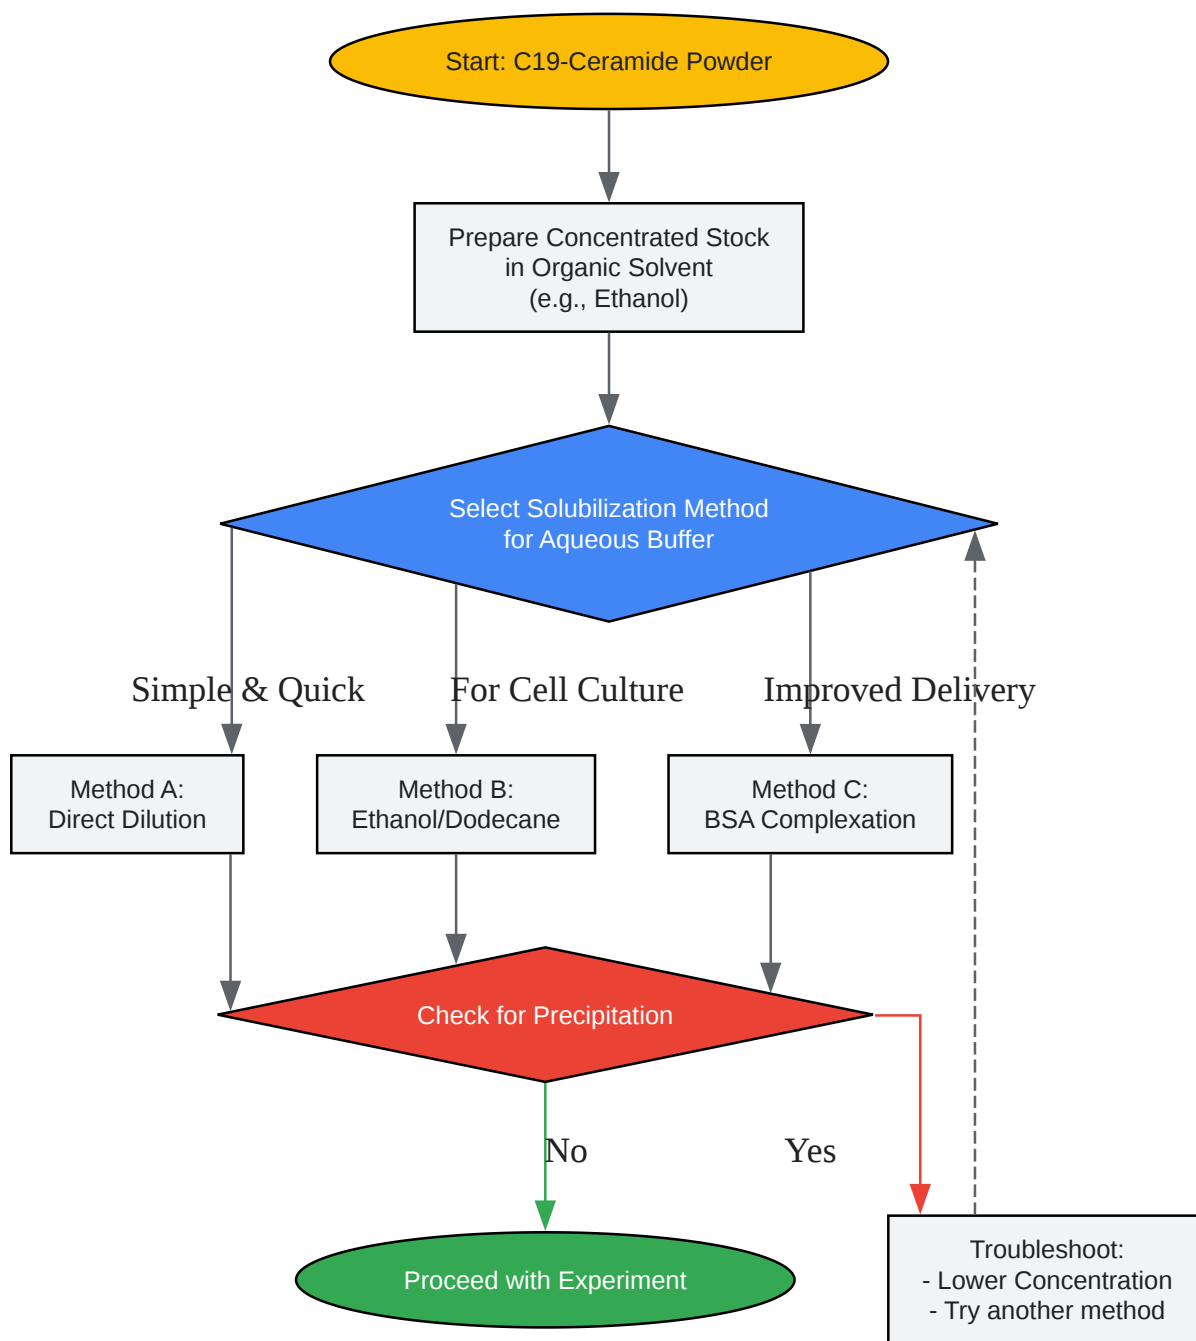 Start: C19-Ceramide Powder
Prepare Concentrated Stock
in Organic Solvent
(e.g., Ethanol)
Select Solubilization Method
for Aqueous Buffer
Simple & Quick
For Cell Culture
Improved Delivery
Method A:
Direct Dilution
Method B:
Ethanol/Dodecane
Method C:
BSA Complexation
Check for Precipitation
No
Yes
Proceed with Experiment
Troubleshoot:
- Lower Concentration
- Try another method